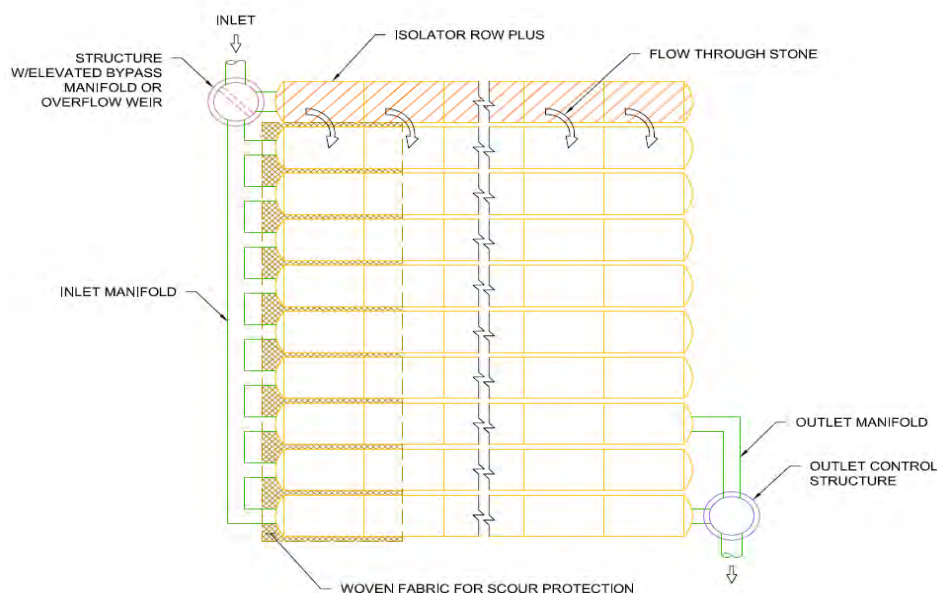 INLET
ISOLATOR ROW PLUS
STRUCTURE
W/ELEVATED BYPASS
MANIFOLD OR
OVERFLOW WEIR
FLOW THROUGH STONE
INLET MANIFOLD
OUTLET MANIFOLD
OUTLET CONTROL
STRUCTURE
WOVEN FABRIC FOR SCOUR PROTECTION